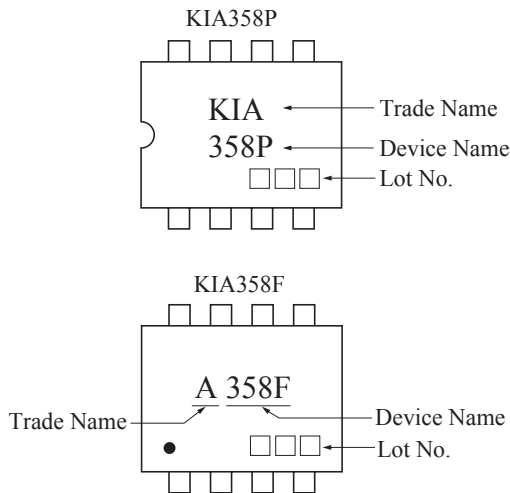 KIA358P
KIA
Trade Name
358P
Device Name
Lot No.
KIA358F
A 358F
Trade Name
Device Name
Lot No.